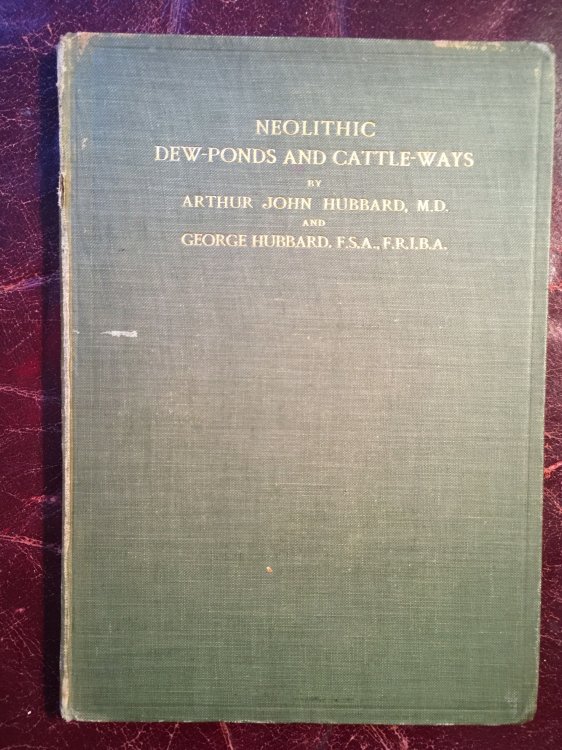 NEOLITHIC
DEW-PONDS AND CATTLE-WAYS
BY
ARTHUR JOHN HUBBARD, M.D.
AND
GEORGE HUBBARD, F.S.A., F.R.I.B.A.